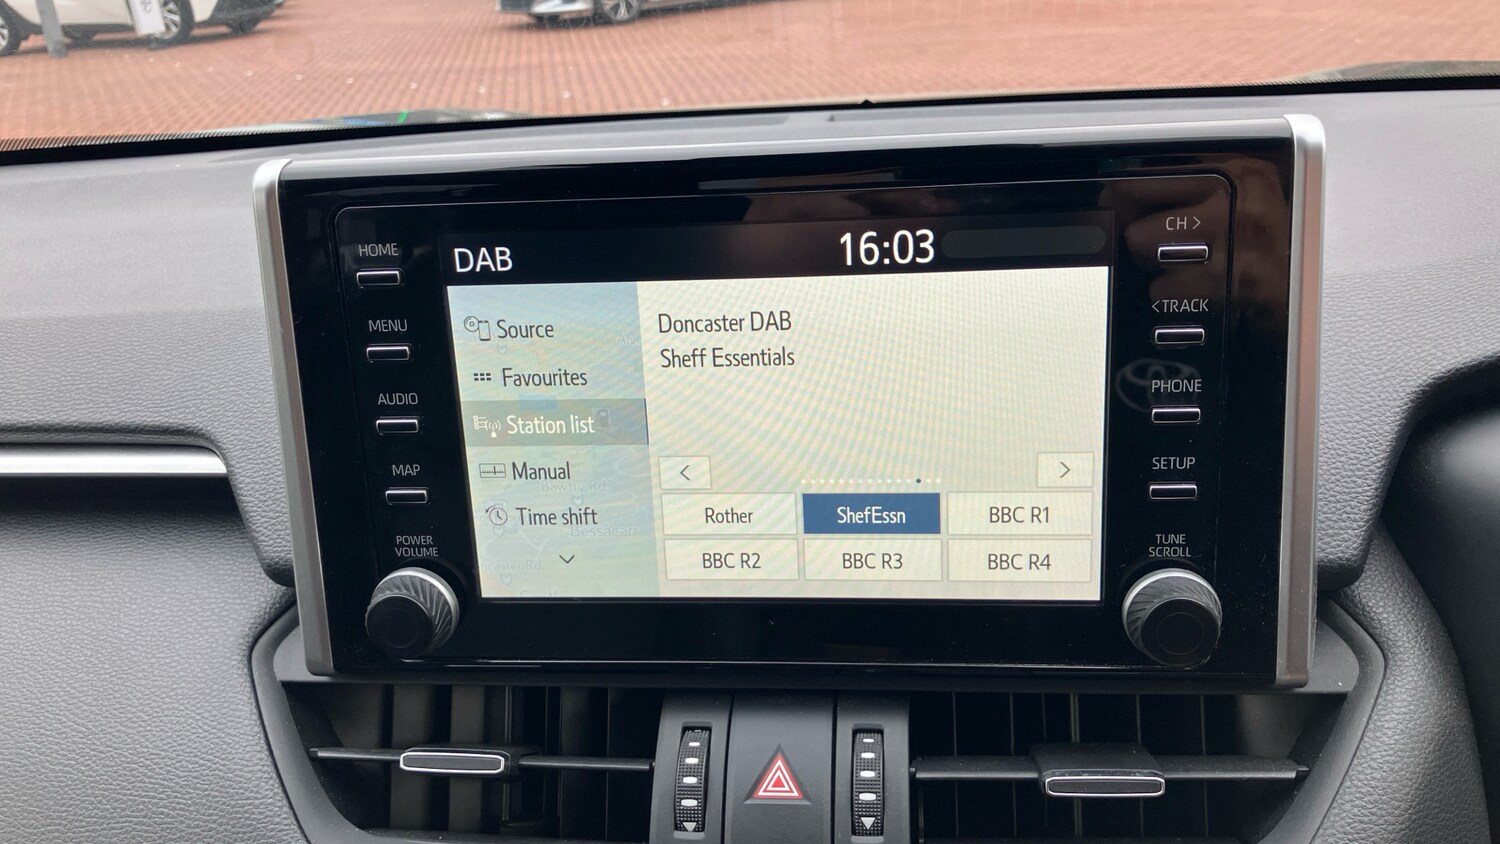 HOME
MENU
AUDIO
MAP
POWER
VOLUME
DAB
16:03
Source
Favourites
Station list
Manual
Time shift
Doncaster DAB
Sheff Essentials
<
>
Rother
ShefEssn
BBC R1
BBC R2
BBC R3
BBC R4
CH >
< TRACK
PHONE
SETUP
TUNE
SCROLL